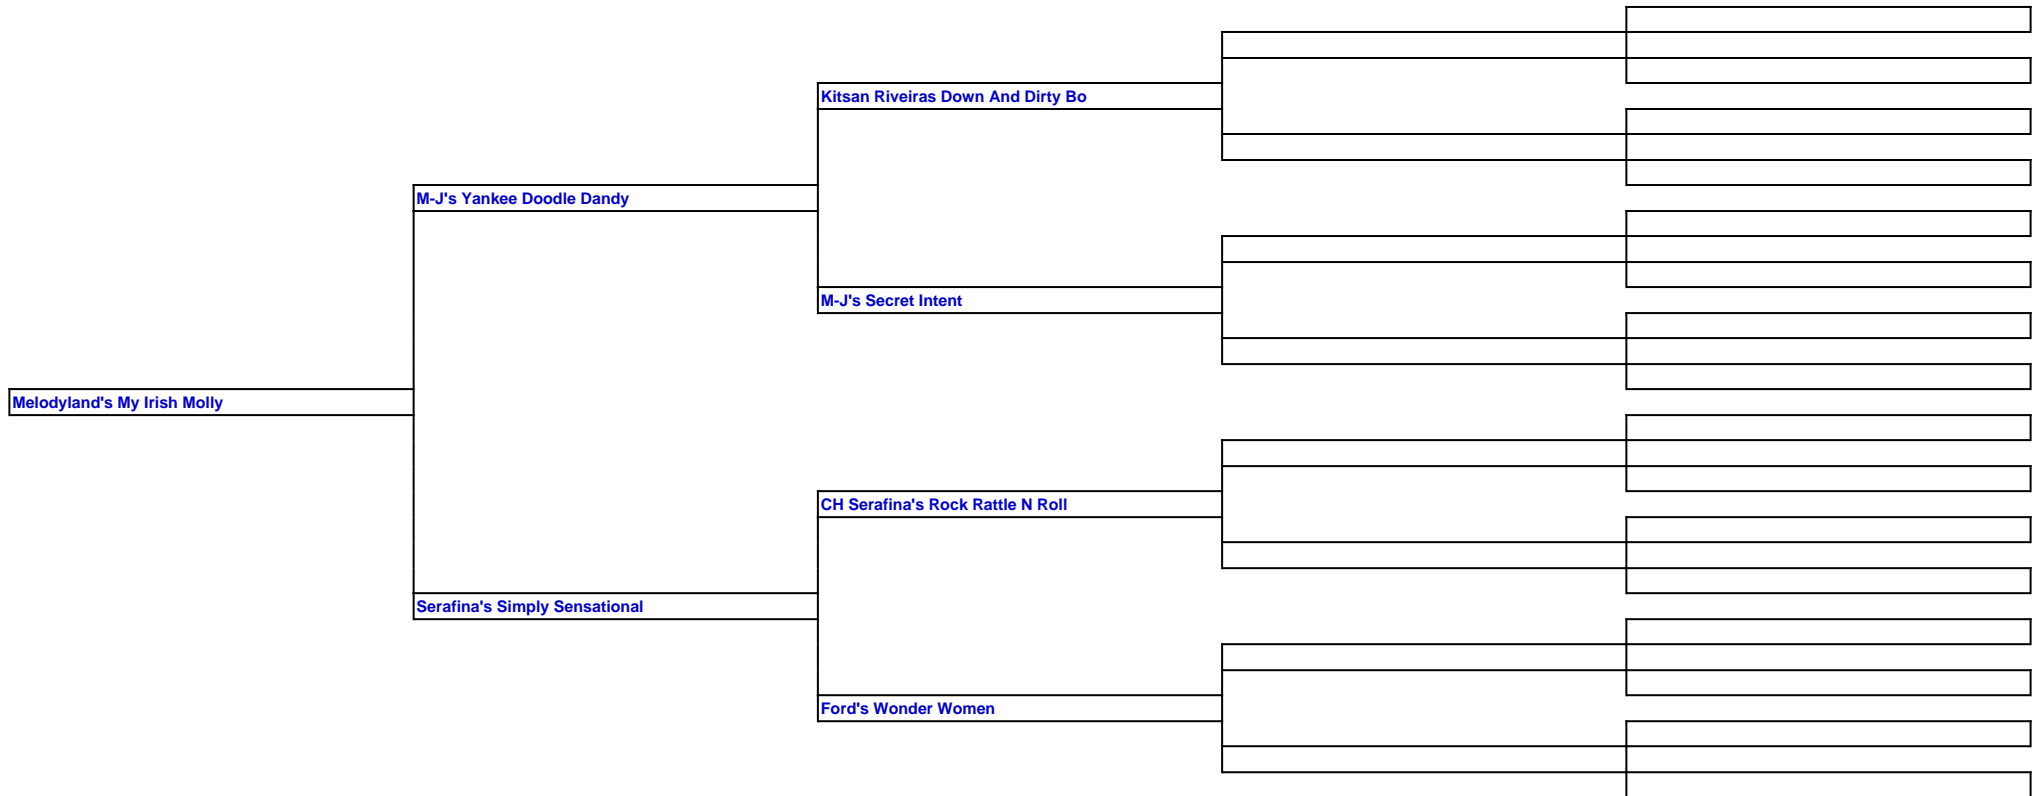 Kitsan Riveiras Down And Dirty Bo
M-J's Yankee Doodle Dandy
M-J's Secret Intent
Melodyland's My Irish Molly
CH Serafina's Rock Rattle N Roll
Serafina's Simply Sensational
Ford's Wonder Women